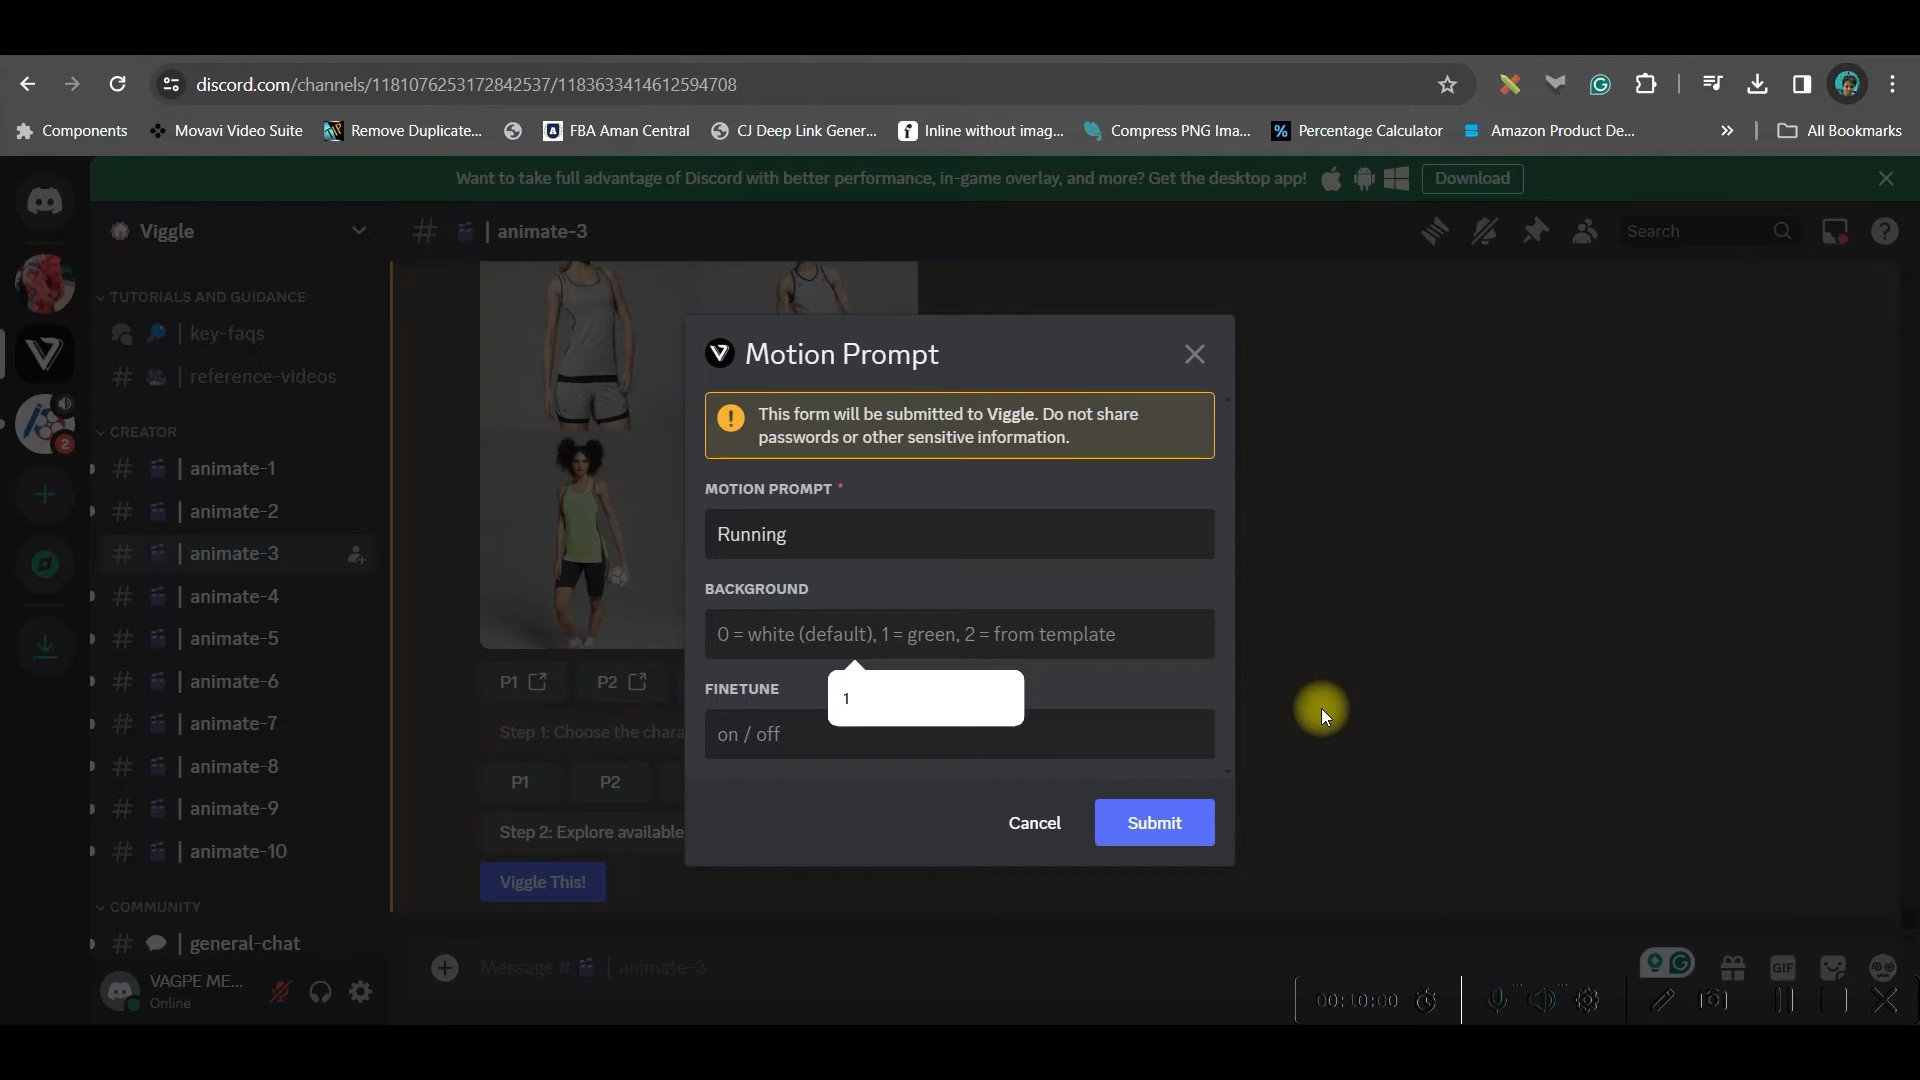 discord.com/channels/1181076253172842537/1183633414612594708
Components
Movavi Video Suite
Remove Duplicate...
FBA Aman Central
CJ Deep Link Gener...
Inline without imag...
Compress PNG Ima...
Percentage Calculator
Amazon Product De...
All Bookmarks
Want to take full advantage of Discord with better performance, in-game overlay, and more? Get the desktop app!
Download
Viggle
| animate-3
Search
TUTORIALS AND GUIDANCE
| key-faqs
# | reference-videos
CREATOR
# | animate-1
# | animate-2
# | animate-3
# | animate-4
# | animate-5
# | animate-6
# | animate-7
# | animate-8
# | animate-9
# | animate-10
COMMUNITY
# | general-chat
VAGPE ME...
Online
2
Motion Prompt
This form will be submitted to Viggle. Do not share
passwords or other sensitive information.
MOTION PROMPT *
Running
BACKGROUND
0 = white (default), 1 = green, 2 = from template
1
FINETUNE
on / off
Cancel
Submit
P1
P2
Step 1: Choose the chara
P1
P2
Step 2: Explore available
Viggle This!
Message # | animate-3
GIF
00:10:00